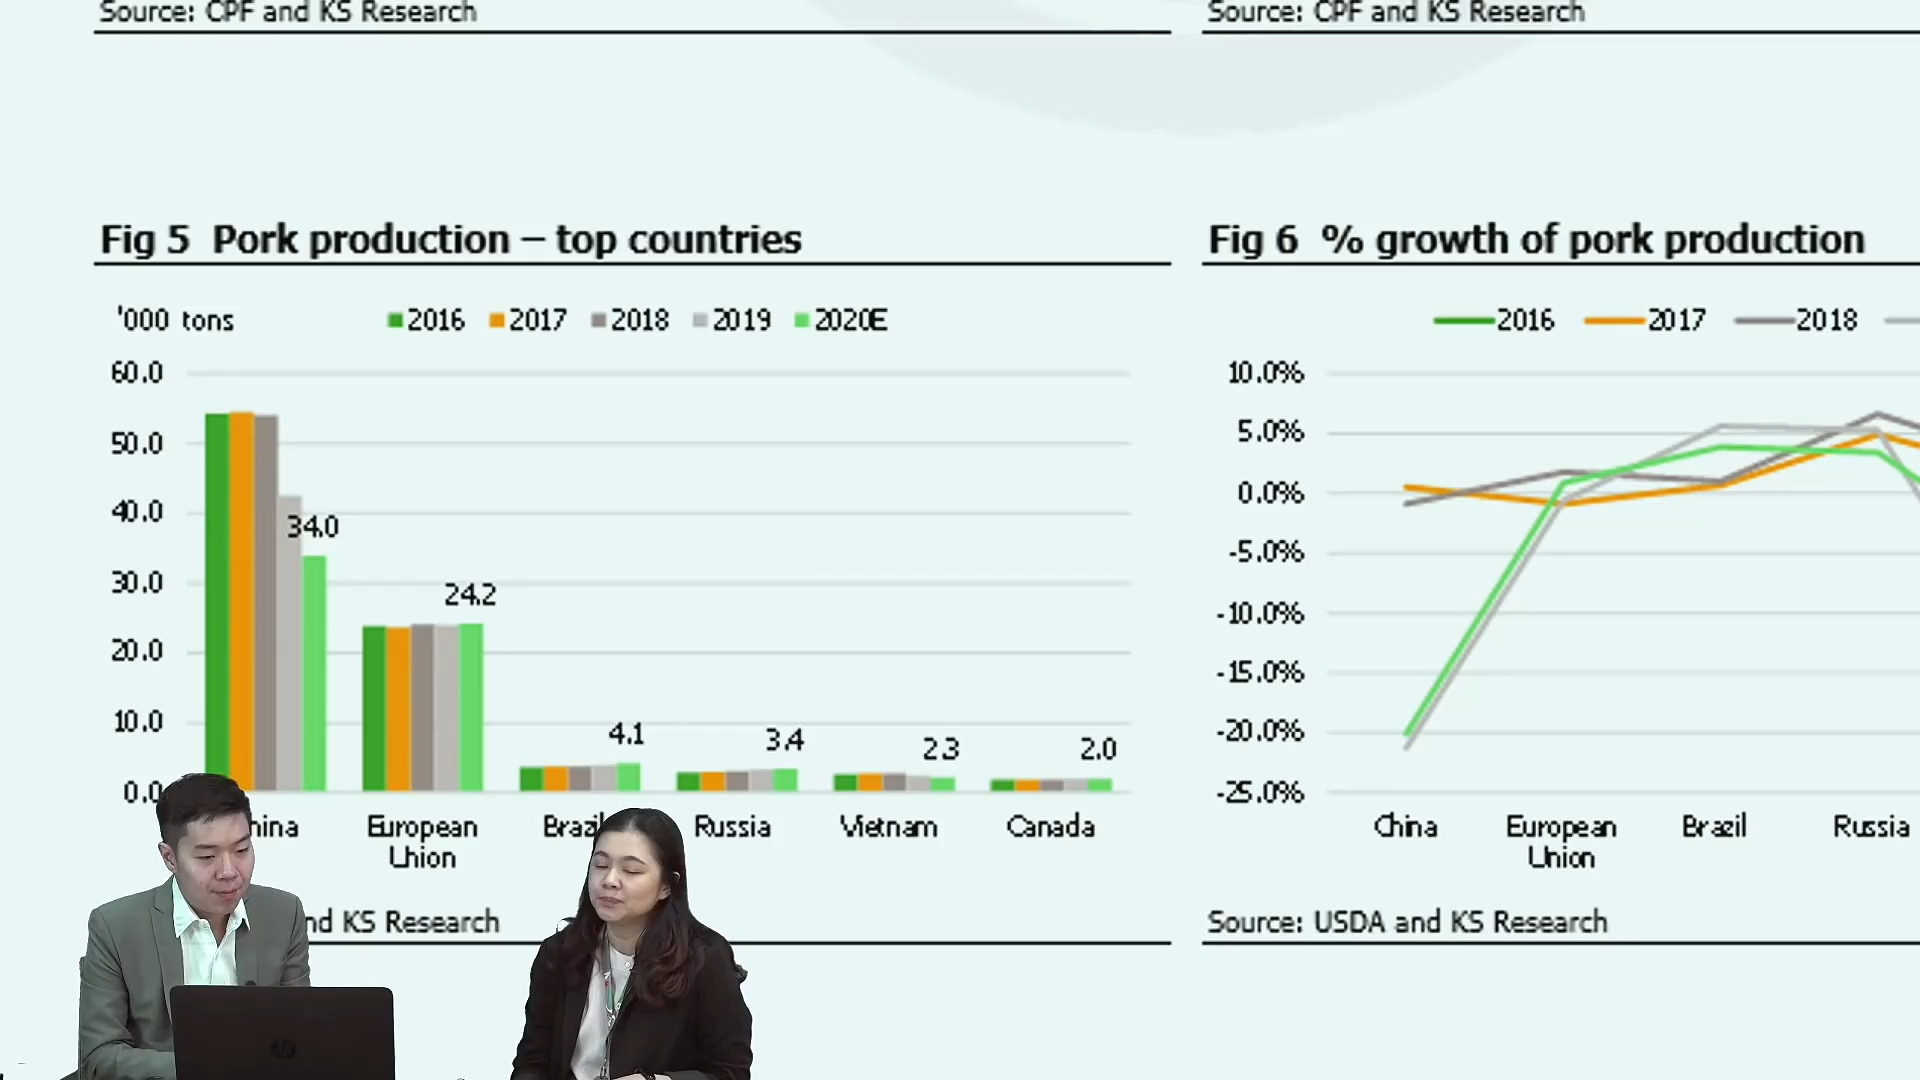 Source: CPF and KS Research
Source: CPF and KS Research
Fig 5 Pork production – top countries
'000 tons
2016 2017 2018 2019 2020E
60.0
50.0
40.0
30.0
20.0
10.0
0.0
34.0
24.2
4.1
3.4
2.3
2.0
European Union
Russia
Vietnam
Canada
KS Research
Fig 6 % growth of pork production
2016 2017 2018
10.0%
5.0%
0.0%
-5.0%
-10.0%
-15.0%
-20.0%
-25.0%
China
European Union
Brazil
Russia
Source: USDA and KS Research
hp